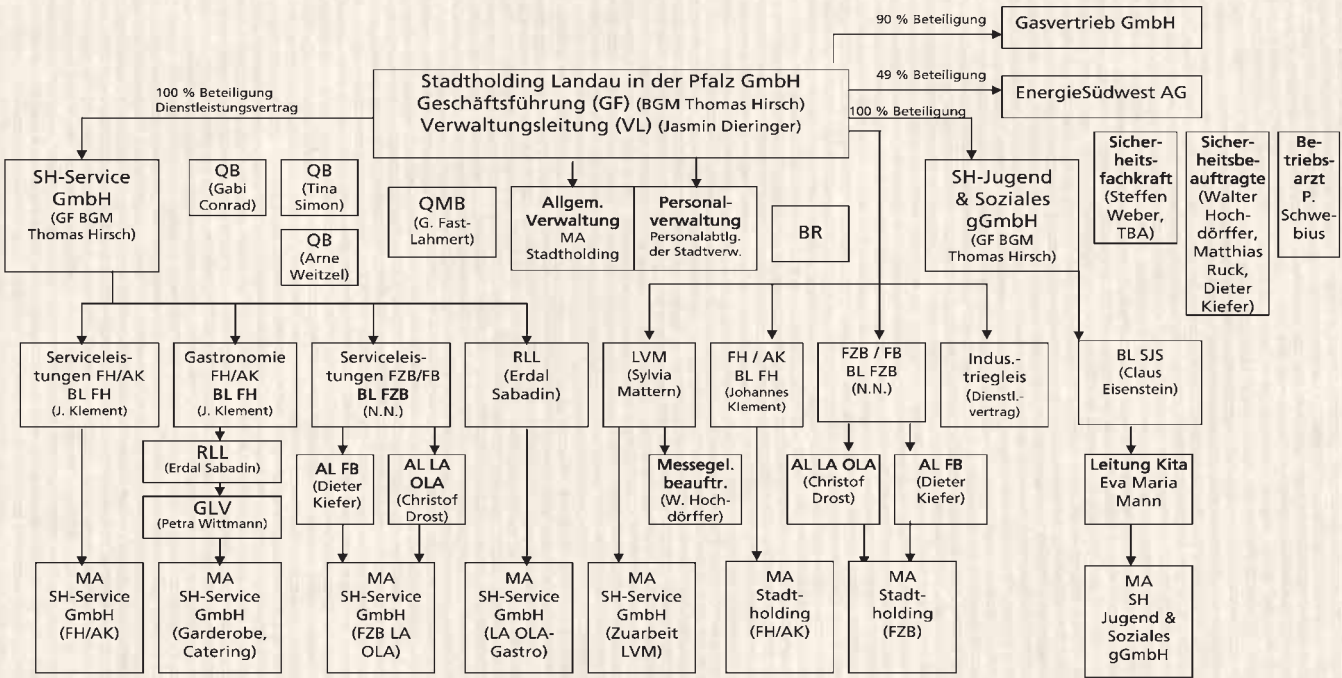 90 % Beteiligung
Gasvertrieb GmbH
Stadtholding Landau in der Pfalz GmbH
Geschäftsführung (GF) (BGM Thomas Hirsch)
Verwaltungsleitung (VL) (Jasmin Dieringer)
49 % Beteiligung
EnergieSüdwest AG
100 % Beteiligung
Dienstleistungsvertrag
100 % Beteiligung
SH-Service
GmbH
(GF BGM
Thomas Hirsch)
QB
(Gabi
Conrad)
QB
(Tina
Simon)
QB
(Arne
Weitzel)
QMB
(G. Fast-
Lahmert)
Allgem.
Verwaltung
MA
Stadtholding
Personal-
verwaltung
Personalabtlg.
der Stadtverw.
BR
SH-Jugend
& Soziales
gGmbH
(GF BGM
Thomas Hirsch)
Sicher-
heits-
fachkraft
(Steffen
Weber,
TBA)
Sicher-
heitsbe-
auftragte
(Walter
Hoch-
dörffer,
Matthias
Ruck,
Dieter
Kiefer)
Be-
triebs-
arzt
P.
Schwe-
bius
Serviceleis-
tungen FH/AK
BL FH
(J. Klement)
Gastronomie
FH/AK
BL FH
(J. Klement)
Serviceleis-
tungen FZB/FB
BL FZB
(N.N.)
RLL
(Erdal
Sabadin)
LVM
(Sylvia
Mattern)
FH / AK
BL FH
(Johannes
Klement)
FZB / FB
BL FZB
(N.N.)
Indus.-
triegleis
(Dienstl.-
vertrag)
BL SJS
(Claus
Eisenstein)
RLL
(Erdal Sabadin)
GLV
(Petra Wittmann)
AL FB
(Dieter
Kiefer)
AL LA
OLA
(Christof
Drost)
Messegel.
beauftr.
(W. Hoch-
dörffer)
AL LA OLA
(Christof
Drost)
AL FB
(Dieter
Kiefer)
Leitung Kita
Eva Maria
Mann
MA
SH-Service
GmbH
(FH/AK)
MA
SH-Service
GmbH
(Garderobe,
Catering)
MA
SH-Service
GmbH
(FZB LA
OLA)
MA
SH-Service
GmbH
(LA OLA-
Gastro)
MA
SH-Service
GmbH
(Zuarbeit
LVM)
MA
Stadt-
holding
(FH/AK)
MA
Stadt-
holding
(FZB)
MA
SH
Jugend &
Soziales
gGmbH